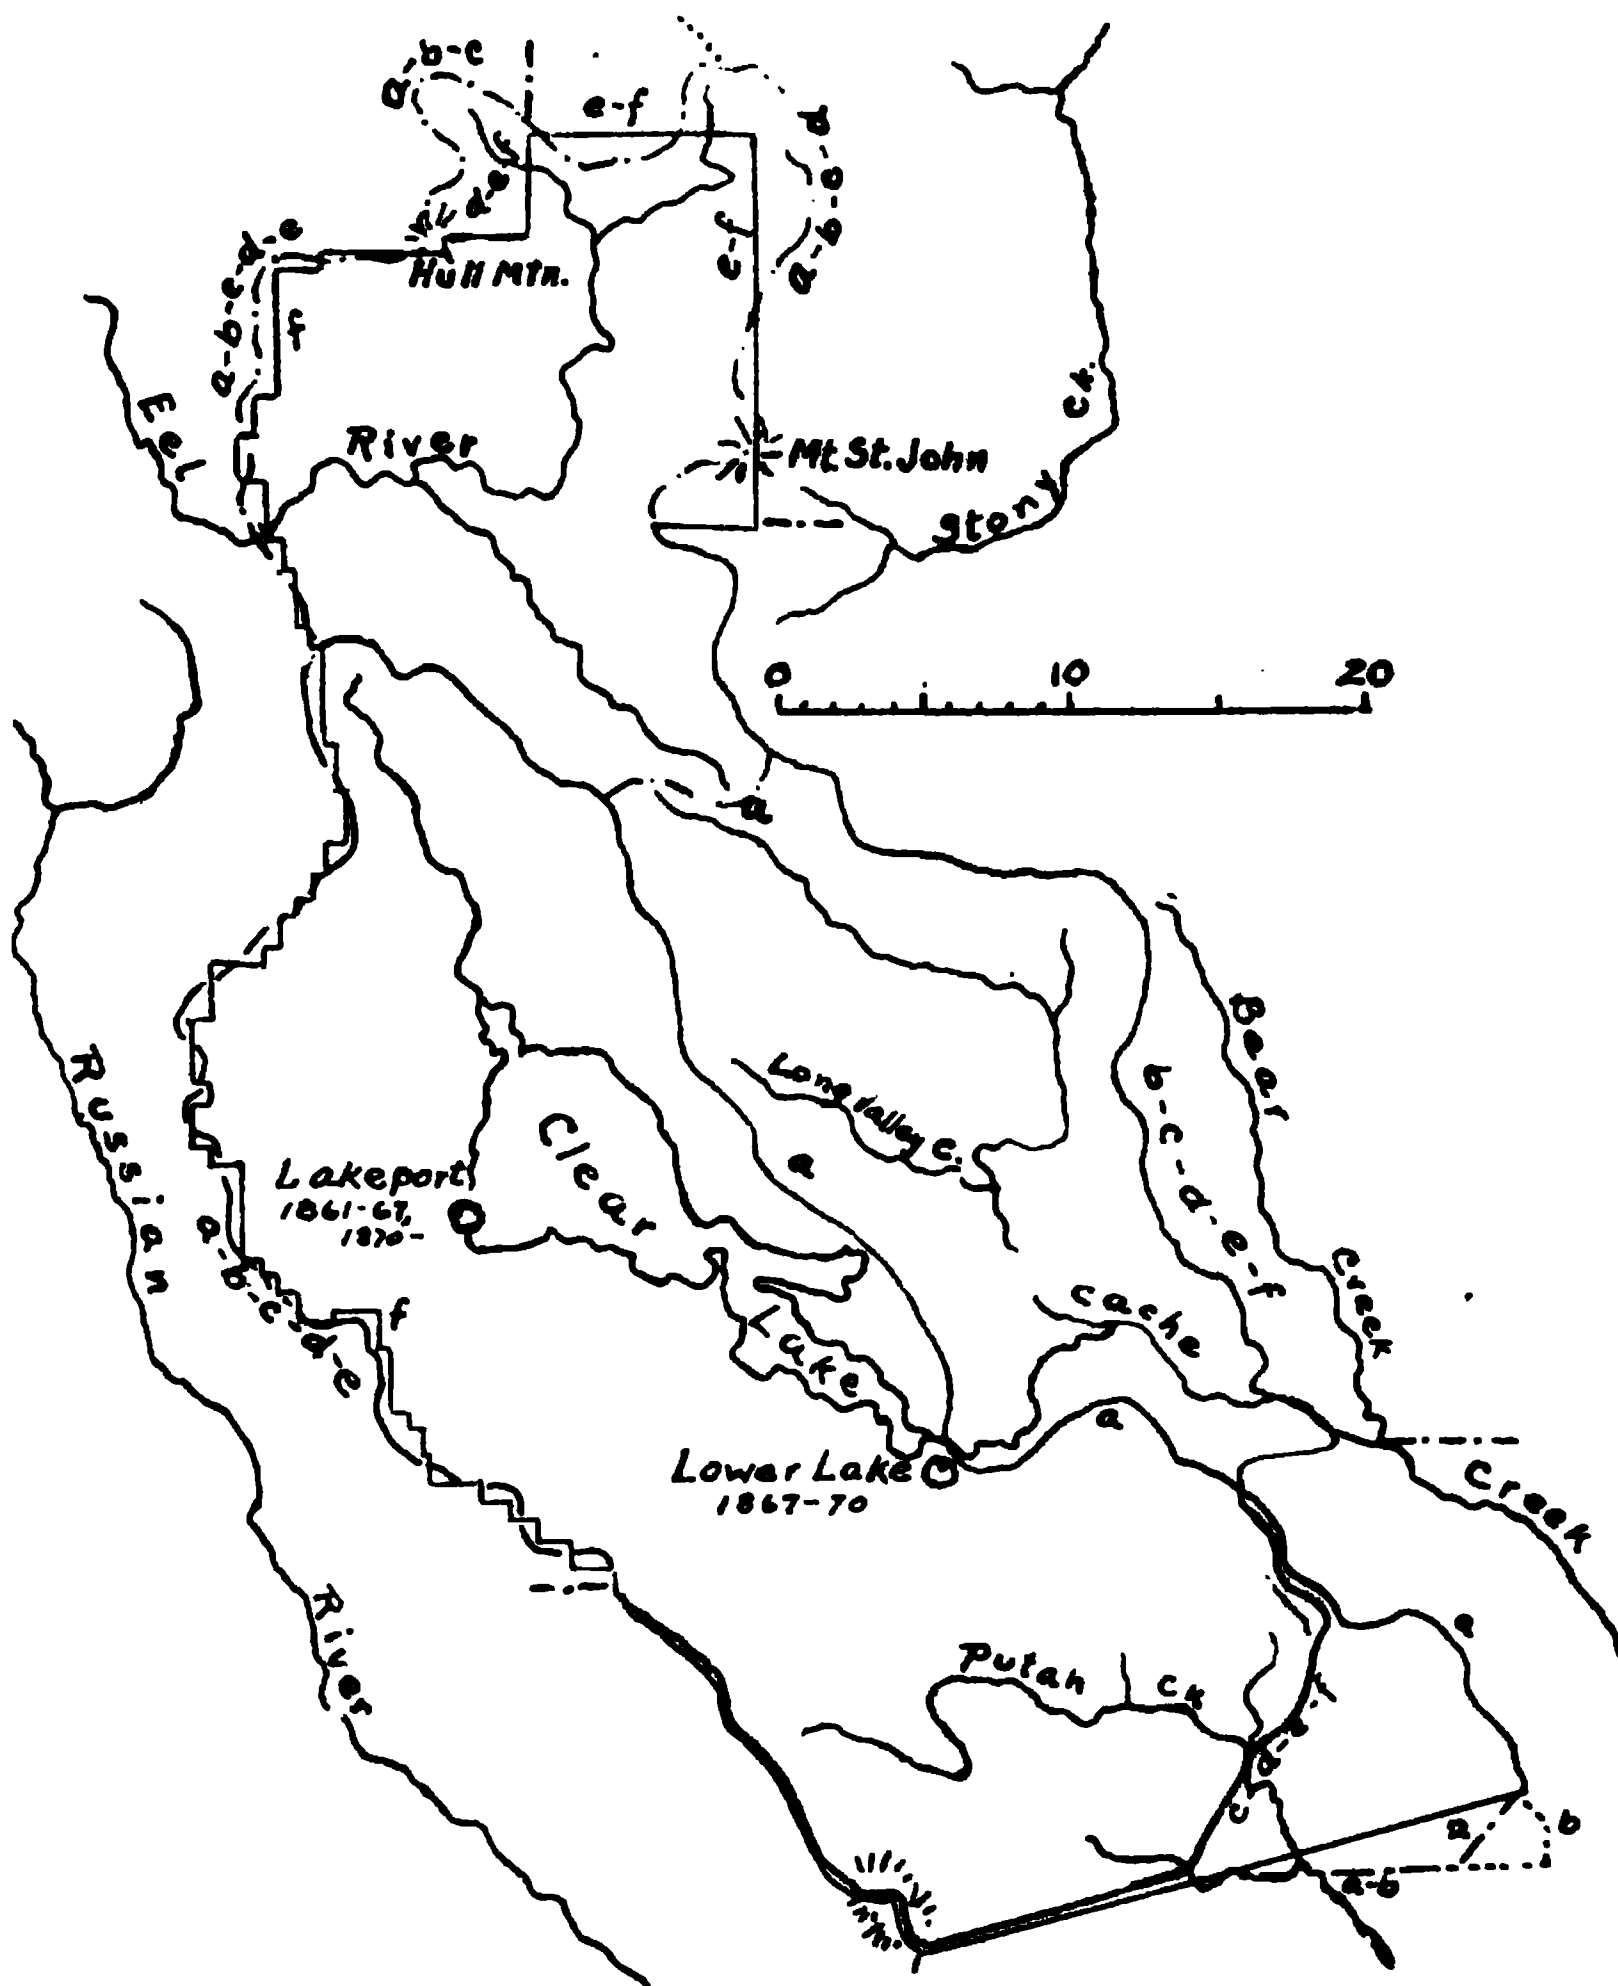 b-c
a
e-f
f
d-e
d-e
a-b-c
f
Hull Mtn.
e-f
d-
c-
a-b
Eel
River
Mt. St. John
Stony
Ck.
0 10 20
a
Russian
River
Lakeport
1861-67,
1870-
Clear
Lake
Long Valley C.
a
b-c-d-e-f
Bear
Creek
a-b-c-d-e
f
Cache
Creek
a
Lower Lake
1867-70
a
Putah
Ck
d-e-f
c
a
b
a-b